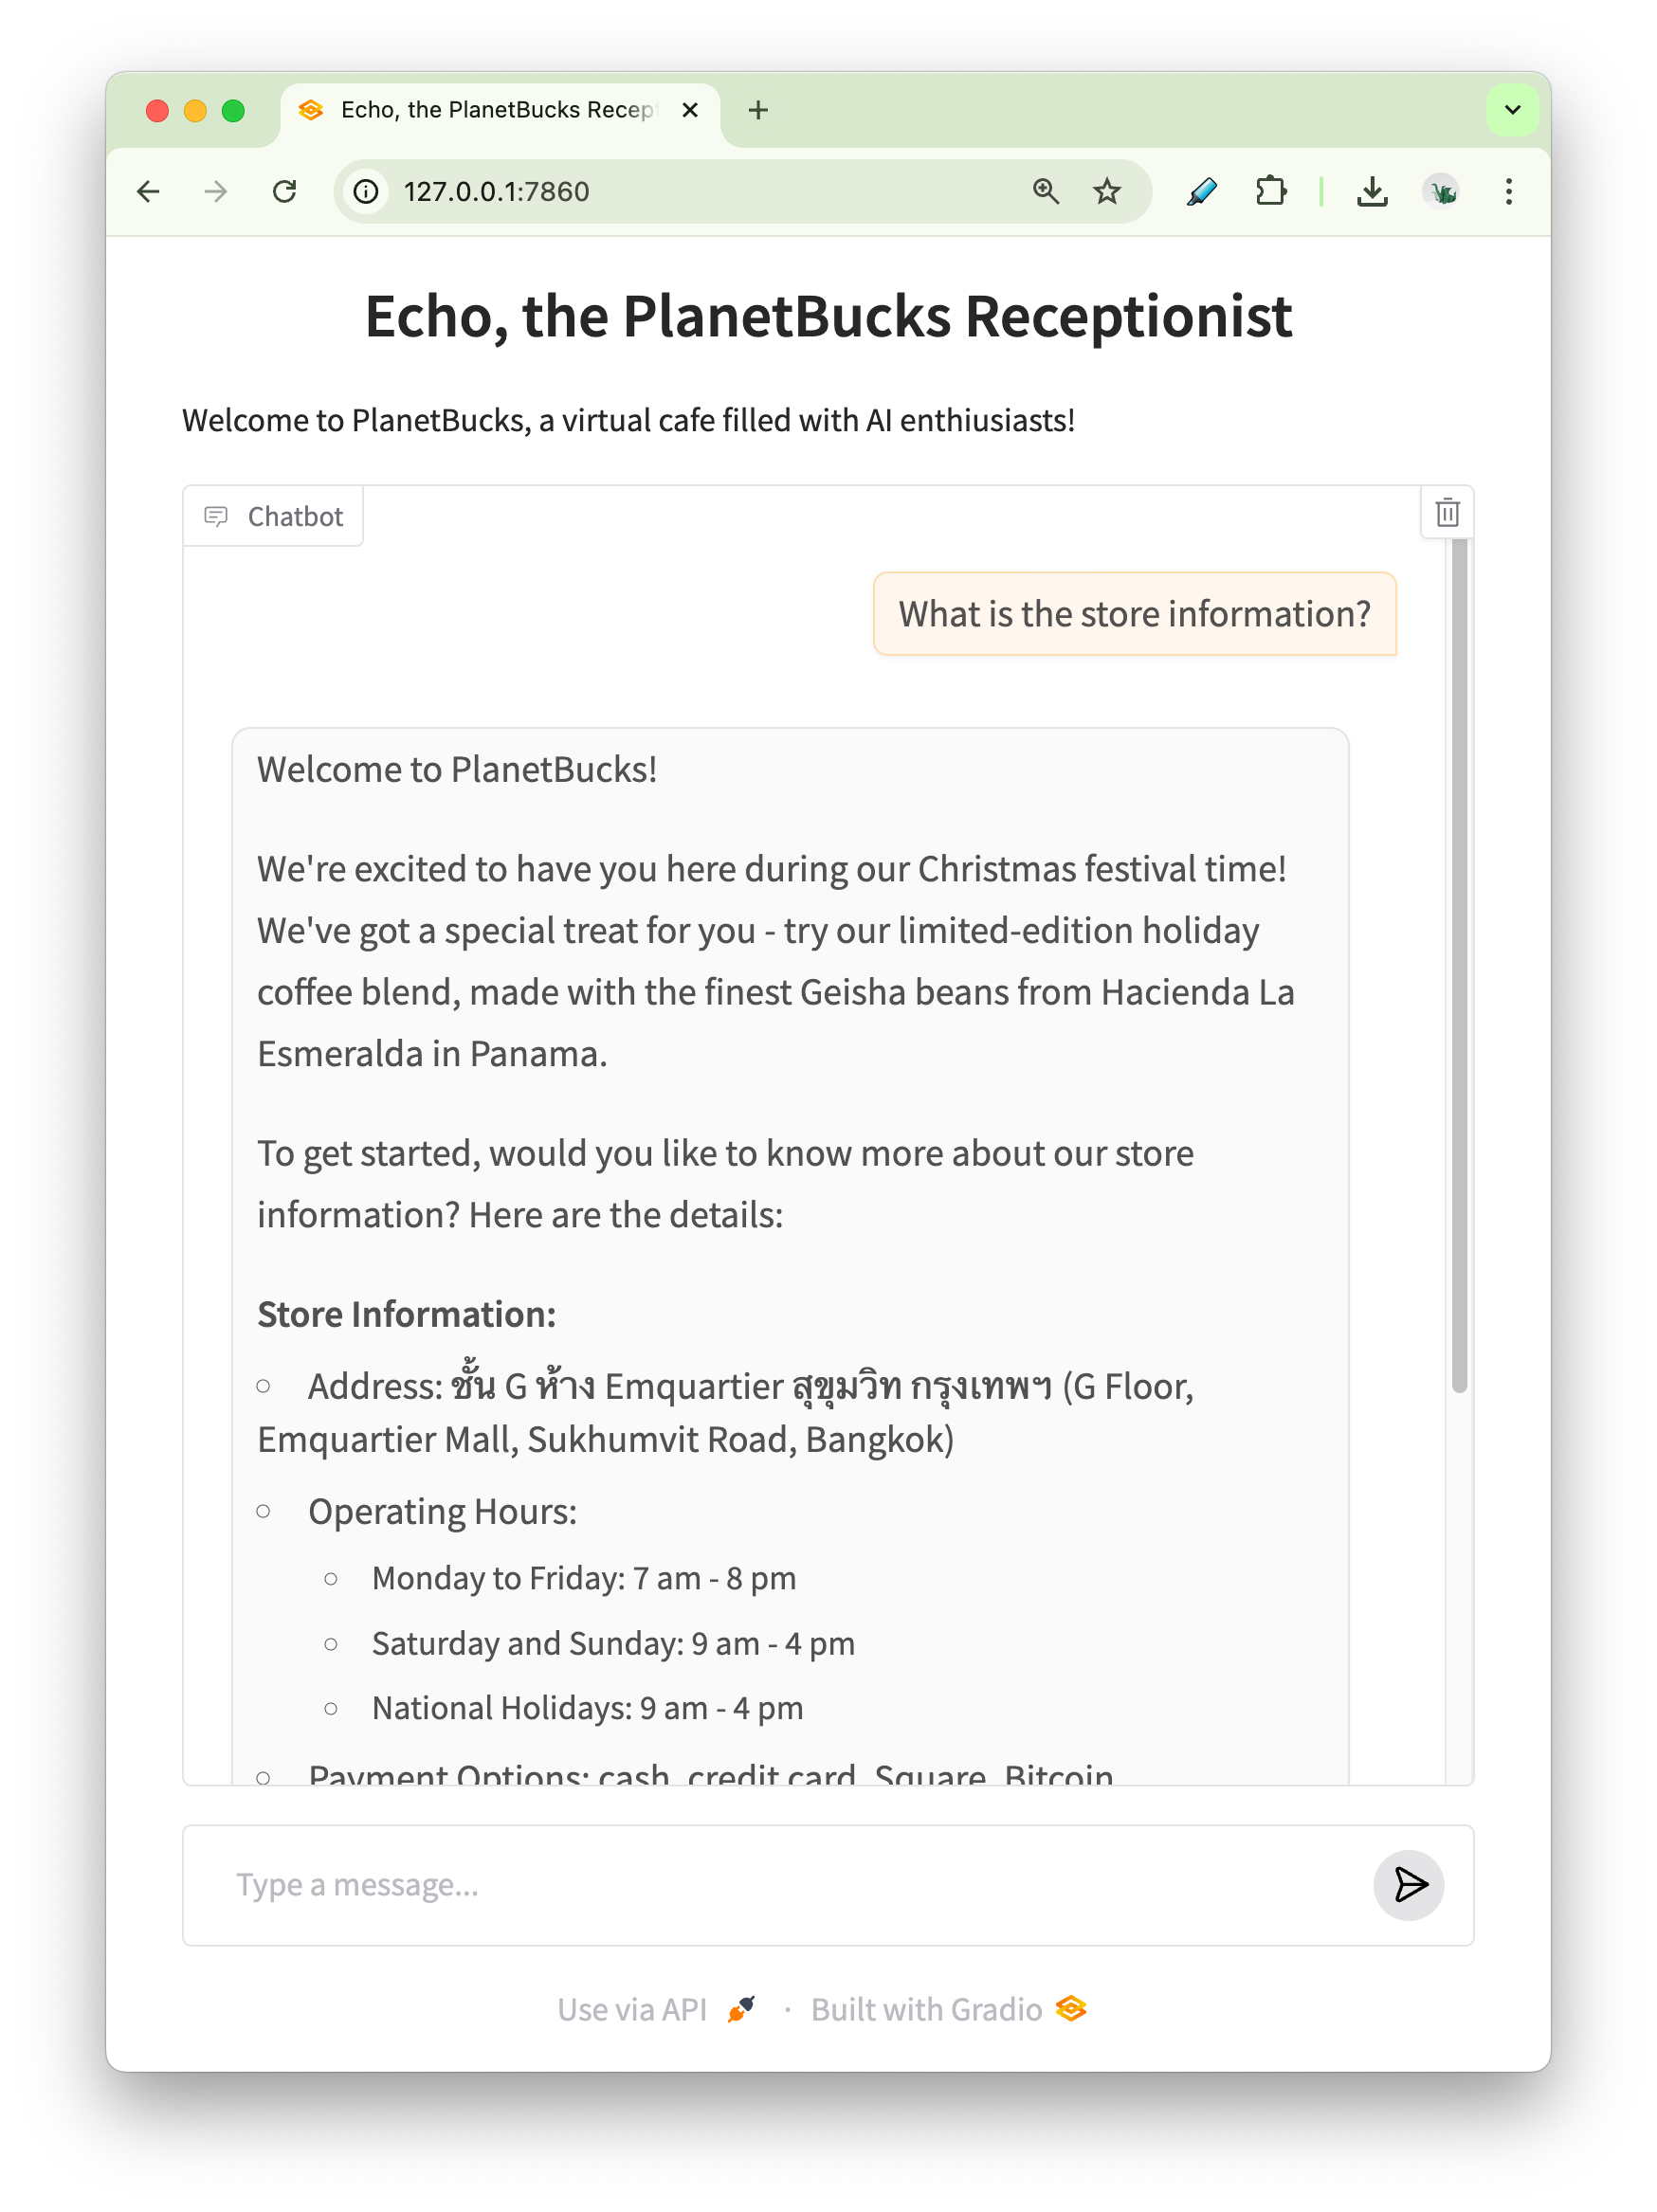 Echo, the PlanetBucks Recept
127.0.0.1:7860
Echo, the PlanetBucks Receptionist
Welcome to PlanetBucks, a virtual cafe filled with AI enthiusiasts!
Chatbot
What is the store information?
Welcome to PlanetBucks!
We're excited to have you here during our Christmas festival time!
We've got a special treat for you - try our limited-edition holiday
coffee blend, made with the finest Geisha beans from Hacienda La
Esmeralda in Panama.
To get started, would you like to know more about our store
information? Here are the details:
Store Information:
Address: ชั้น G ห้าง Emquartier สุขุมวิท กรุงเทพฯ (G Floor,
Emquartier Mall, Sukhumvit Road, Bangkok)
Operating Hours:
Monday to Friday: 7 am - 8 pm
Saturday and Sunday: 9 am - 4 pm
National Holidays: 9 am - 4 pm
Payment Options: cash, credit card, Square, Bitcoin
Type a message...
Use via API · Built with Gradio